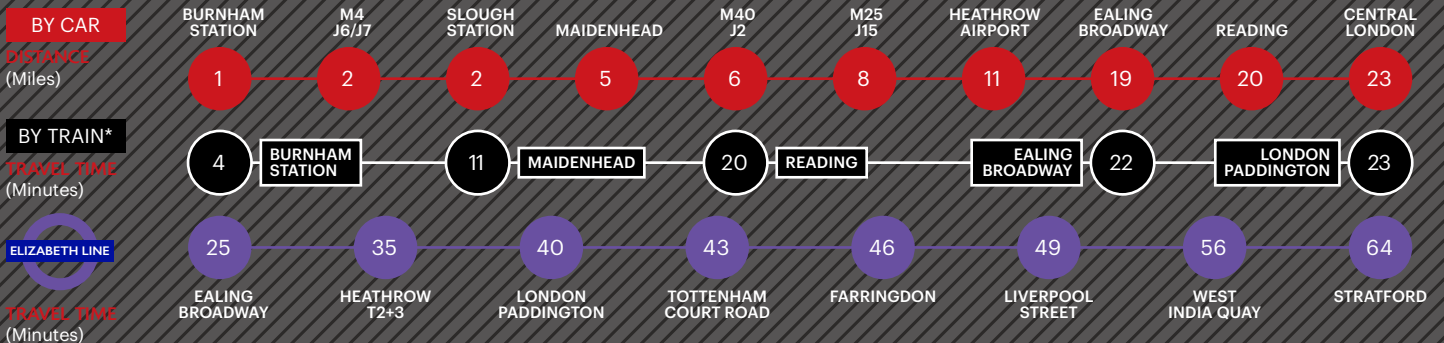 BY CAR
DISTANCE
(Miles)
BURNHAM
STATION
M4
J6/J7
SLOUGH
STATION
MAIDENHEAD
M40
J2
M25
J15
HEATHROW
AIRPORT
EALING
BROADWAY
READING
CENTRAL
LONDON
1
2
2
5
6
8
11
19
20
23
BY TRAIN*
TRAVEL TIME
(Minutes)
4
BURNHAM
STATION
11
MAIDENHEAD
20
READING
EALING
BROADWAY
22
LONDON
PADDINGTON
23
ELIZABETH LINE
TRAVEL TIME
(Minutes)
25
35
40
43
46
49
56
64
EALING
BROADWAY
HEATHROW
T2+3
LONDON
PADDINGTON
TOTTENHAM
COURT ROAD
FARRINGDON
LIVERPOOL
STREET
WEST
INDIA QUAY
STRATFORD